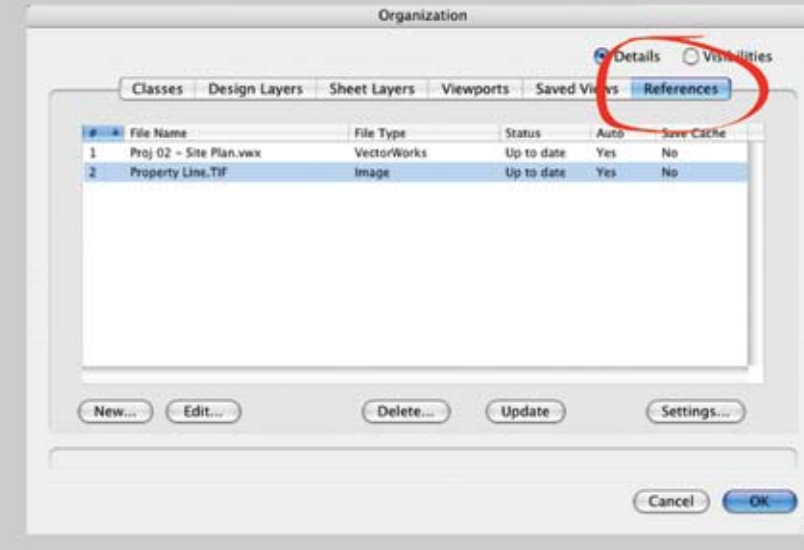 Organization
Details Visibilities
Classes Design Layers Sheet Layers Viewports Saved Views References
# File Name File Type Status Auto Save Cache
1 Proj 02 - Site Plan.vwx VectorWorks Up to date Yes No
2 Property Line.TIF Image Up to date Yes No
New... Edit... Delete... Update Settings...
Cancel OK